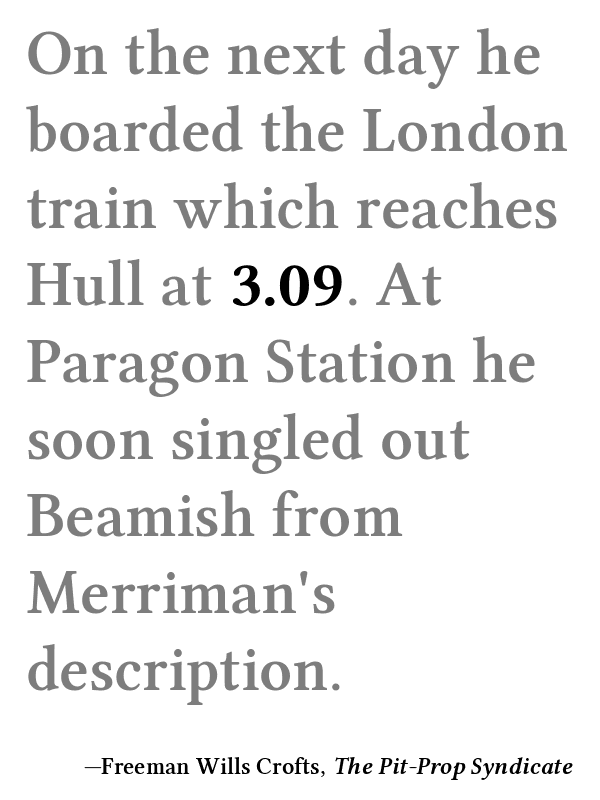 On the next day he
boarded the London
train which reaches
Hull at 3.09. At
Paragon Station he
soon singled out
Beamish from
Merriman's
description.
—Freeman Wills Crofts, The Pit-Prop Syndicate